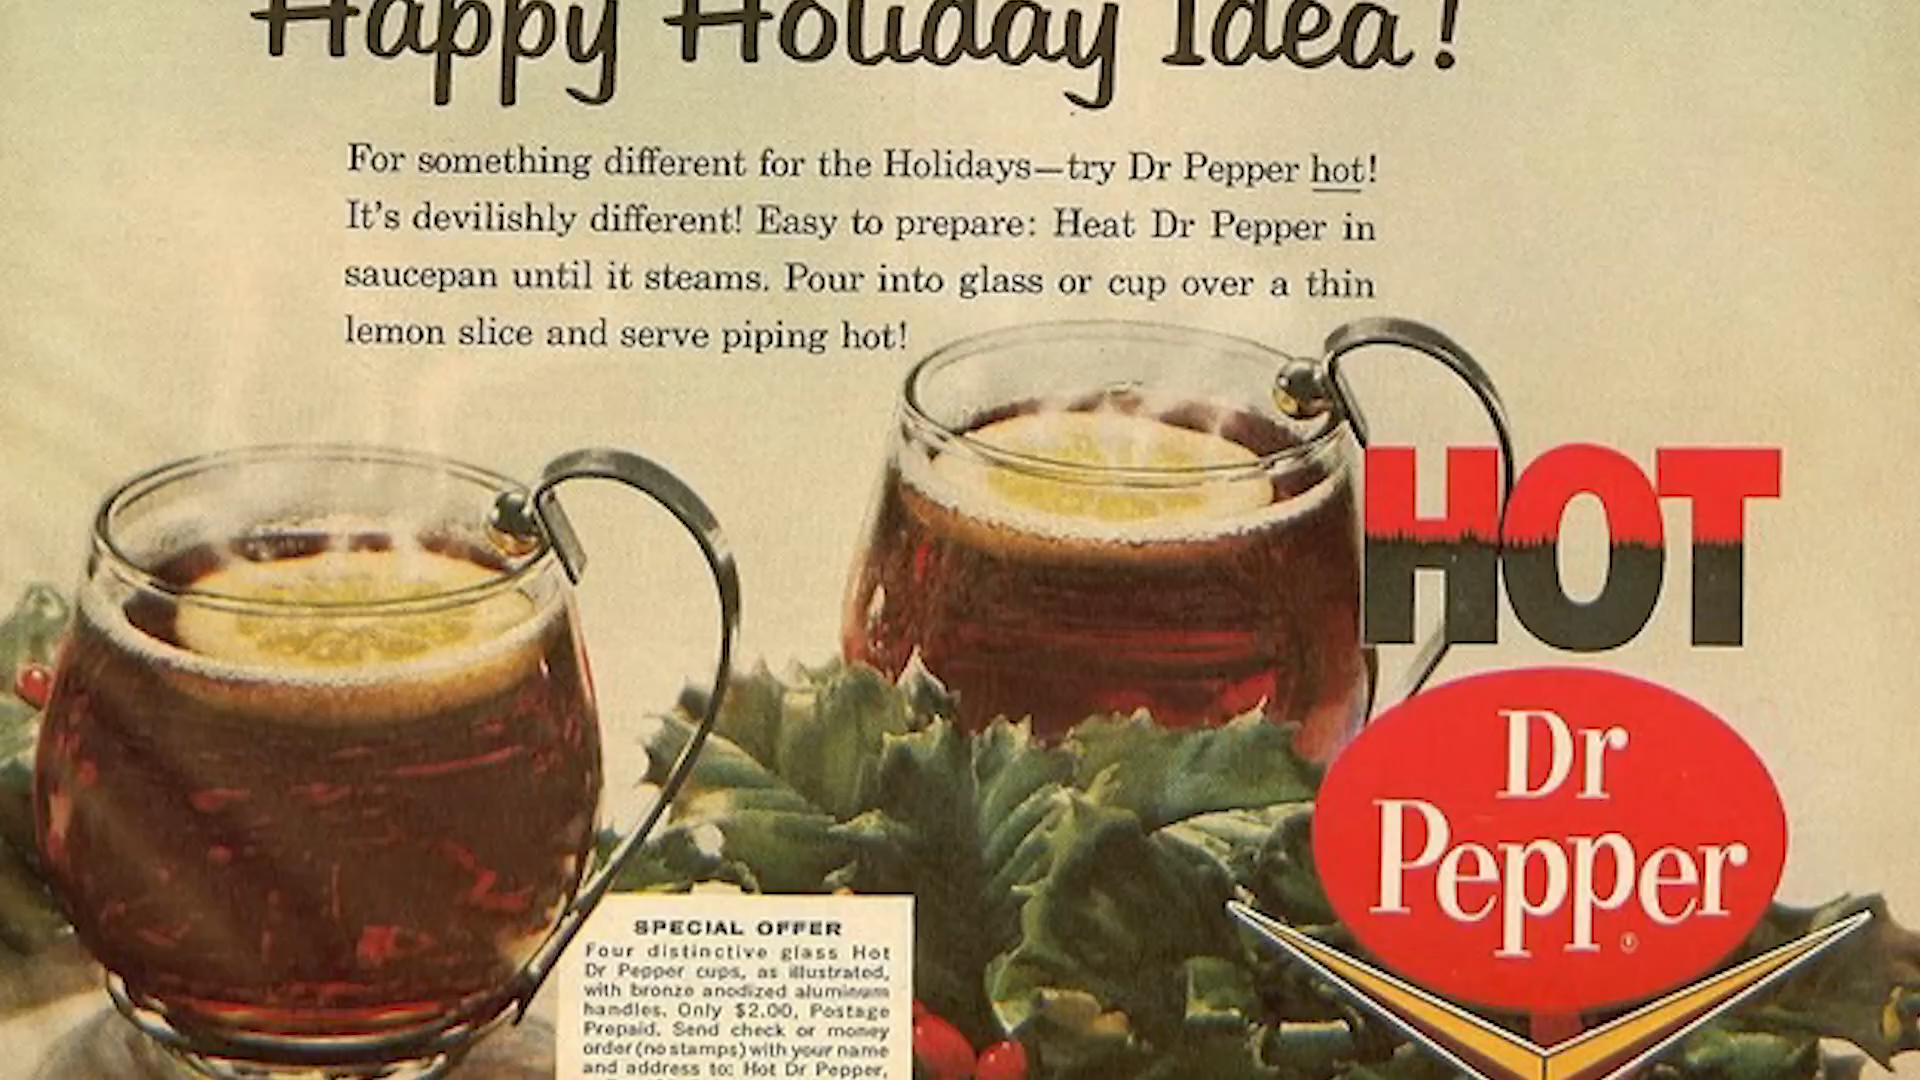 Happy Holiday Idea!
For something different for the Holidays—try Dr Pepper hot!
It's devilishly different! Easy to prepare: Heat Dr Pepper in
saucepan until it steams. Pour into glass or cup over a thin
lemon slice and serve piping hot!
HOT
Dr
Pepper
®
SPECIAL OFFER
Four distinctive glass Hot
Dr Pepper cups, as illustrated,
with bronze anodized aluminum
handles. Only $2.00, Postage
Prepaid. Send check or money
order (no stamps) with your name
and address to: Hot Dr Pepper,